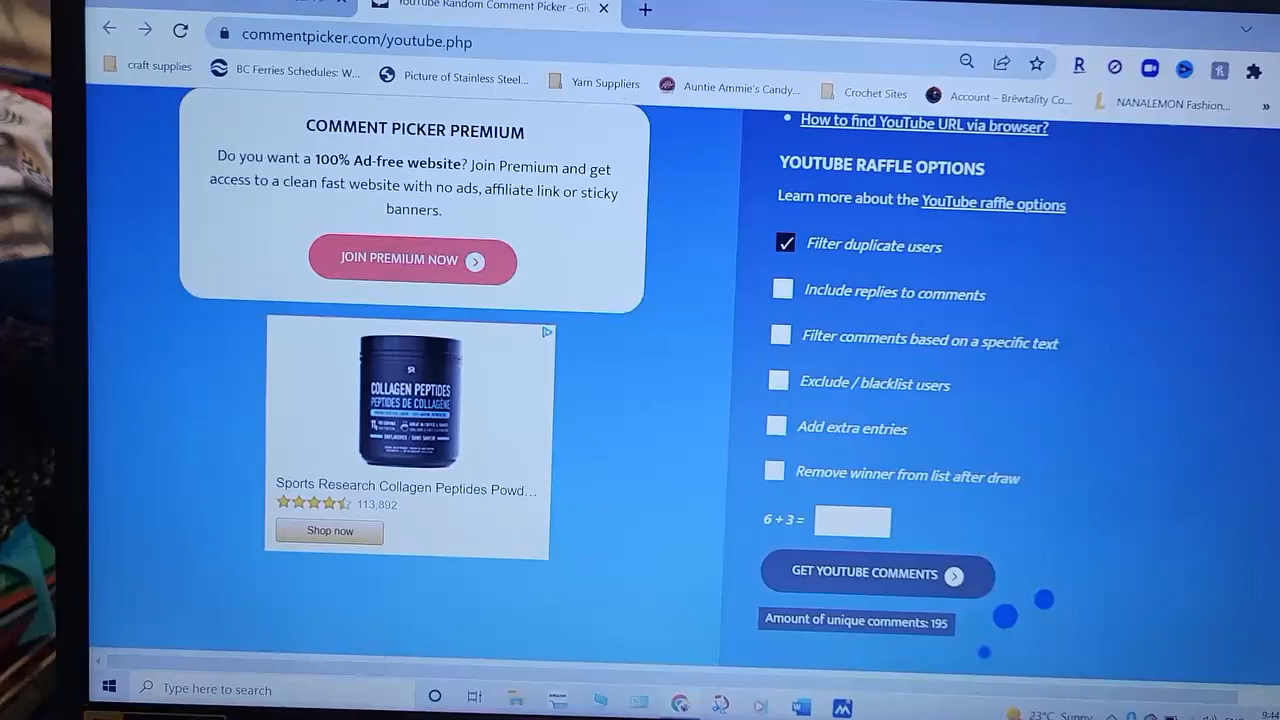 YouTube Random Comment Picker - Giv
commentpicker.com/youtube.php
craft supplies
BC Ferries Schedules: W...
Picture of Stainless Steel...
Yarn Suppliers
Auntie Ammie's Candy...
Crochet Sites
Account – Brëwtality Co...
NANALEMON Fashion...
»
COMMENT PICKER PREMIUM
Do you want a 100% Ad-free website? Join Premium and get
access to a clean fast website with no ads, affiliate link or sticky
banners.
JOIN PREMIUM NOW
SR
COLLAGEN PEPTIDES
PEPTIDES DE COLLAGÈNE
Sports Research Collagen Peptides Powd...
113,892
Shop now
How to find YouTube URL via browser?
YOUTUBE RAFFLE OPTIONS
Learn more about the YouTube raffle options
Filter duplicate users
Include replies to comments
Filter comments based on a specific text
Exclude / blacklist users
Add extra entries
Remove winner from list after draw
6 + 3 =
GET YOUTUBE COMMENTS
Amount of unique comments: 195
Type here to search
23°C Sunny
9:44